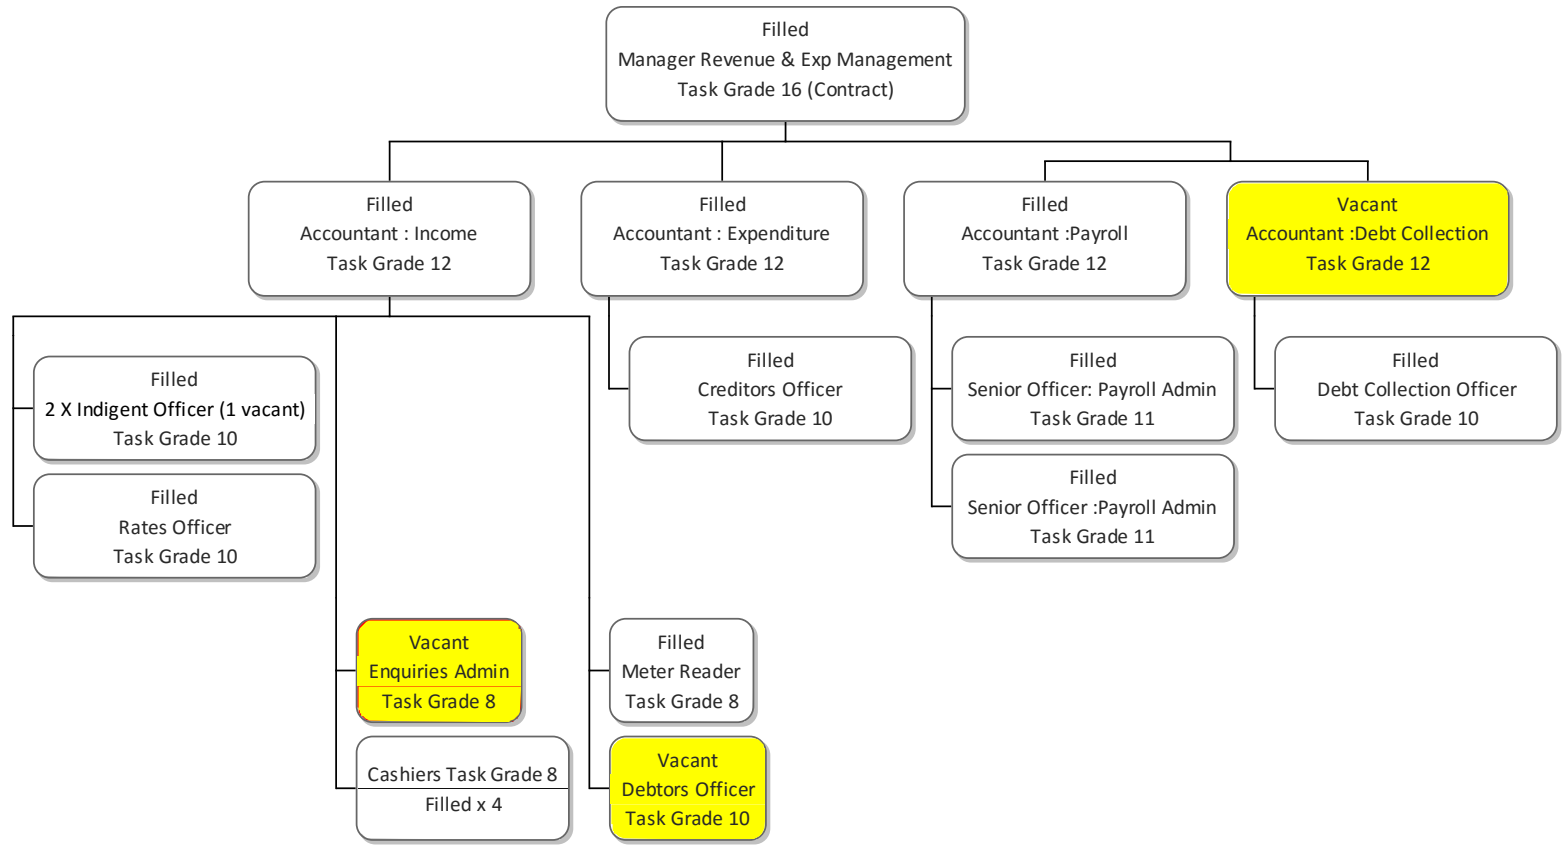 Filled
Manager Revenue & Exp Management
Task Grade 16 (Contract)
Filled
Accountant : Income
Task Grade 12
Filled
Accountant : Expenditure
Task Grade 12
Filled
Accountant :Payroll
Task Grade 12
Vacant
Accountant :Debt Collection
Task Grade 12
Filled
2 X Indigent Officer (1 vacant)
Task Grade 10
Filled
Rates Officer
Task Grade 10
Vacant
Enquiries Admin
Task Grade 8
Cashiers Task Grade 8
Filled x 4
Filled
Meter Reader
Task Grade 8
Vacant
Debtors Officer
Task Grade 10
Filled
Creditors Officer
Task Grade 10
Filled
Senior Officer: Payroll Admin
Task Grade 11
Filled
Senior Officer :Payroll Admin
Task Grade 11
Filled
Debt Collection Officer
Task Grade 10